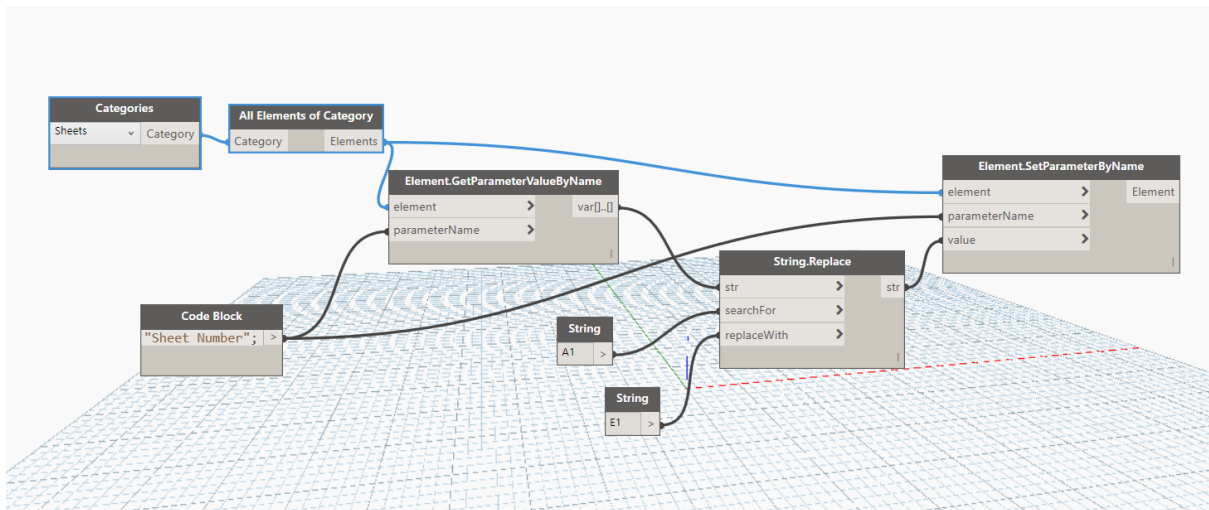 Categories
Sheets
Category
All Elements of Category
Category
Elements
Element.GetParameterValueByName
element
>
var[]..[]
parameterName
>
l
Code Block
"Sheet Number";
>
String
A1
>
String
E1
>
String.Replace
str
>
str
searchFor
>
replaceWith
>
l
Element.SetParameterByName
element
>
Element
parameterName
>
value
>
l